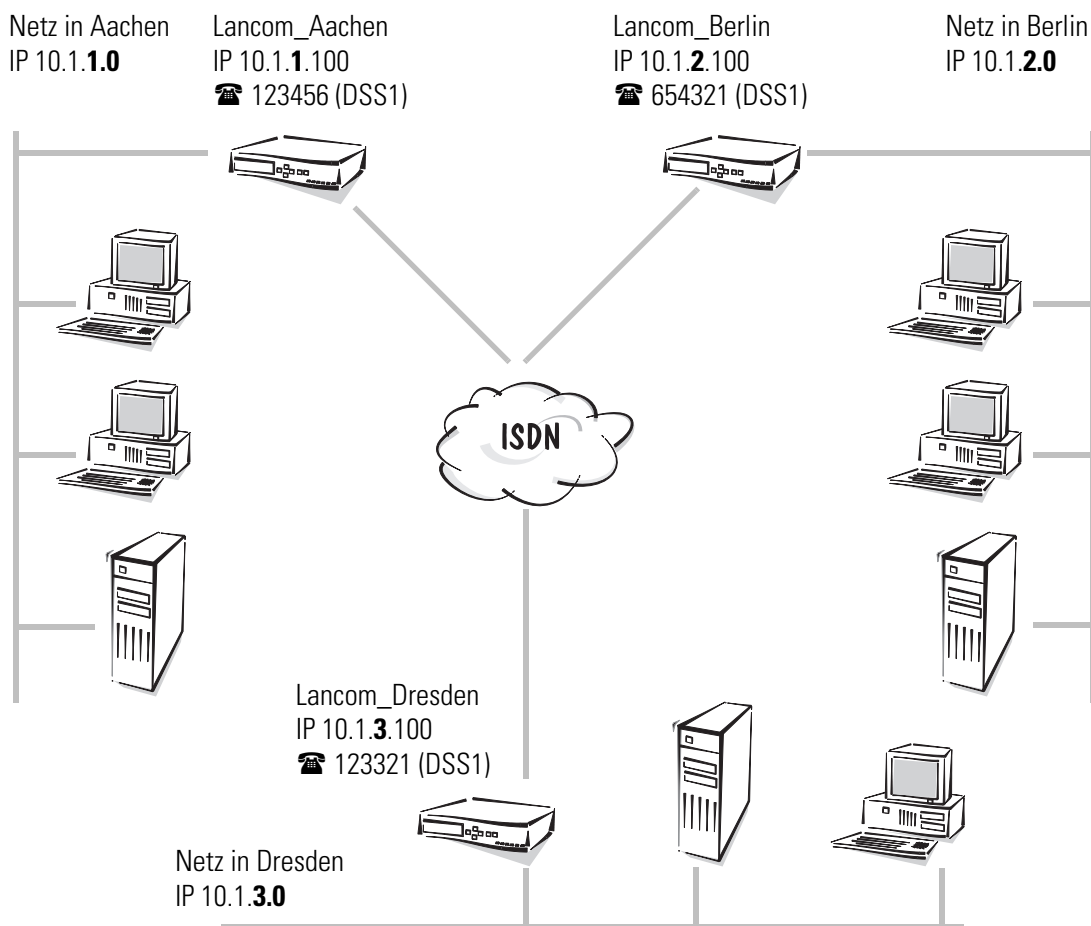 Netz in Aachen
IP 10.1.1.0
Lancom_Aachen
IP 10.1.1.100
☎ 123456 (DSS1)
Lancom_Berlin
IP 10.1.2.100
☎ 654321 (DSS1)
Netz in Berlin
IP 10.1.2.0
ISDN
Lancom_Dresden
IP 10.1.3.100
☎ 123321 (DSS1)
Netz in Dresden
IP 10.1.3.0